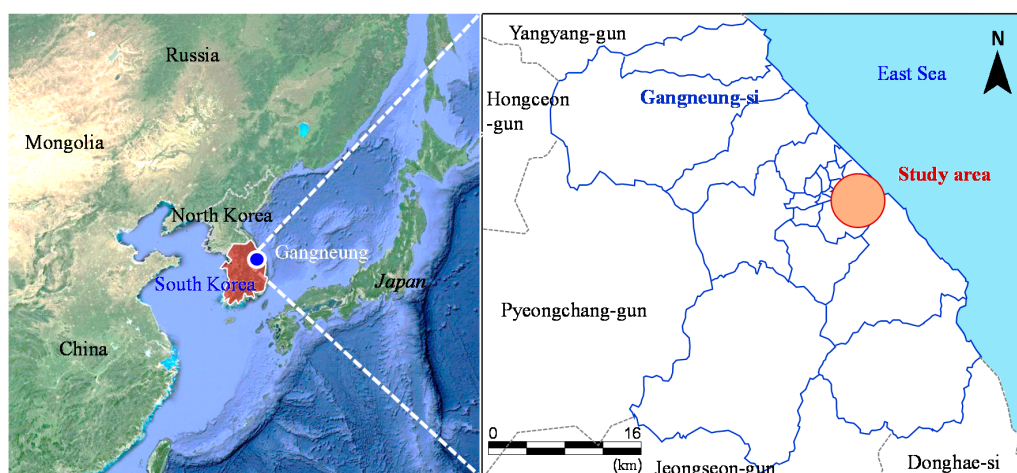 Russia
Mongolia
North Korea
Gangneung
South Korea
Japan
China
Yangyang-gun
N
East Sea
Hongceon
-gun
Gangneung-si
Study area
Pyeongchang-gun
0
16
(km)
Jeongseon-gun
Donghae-si